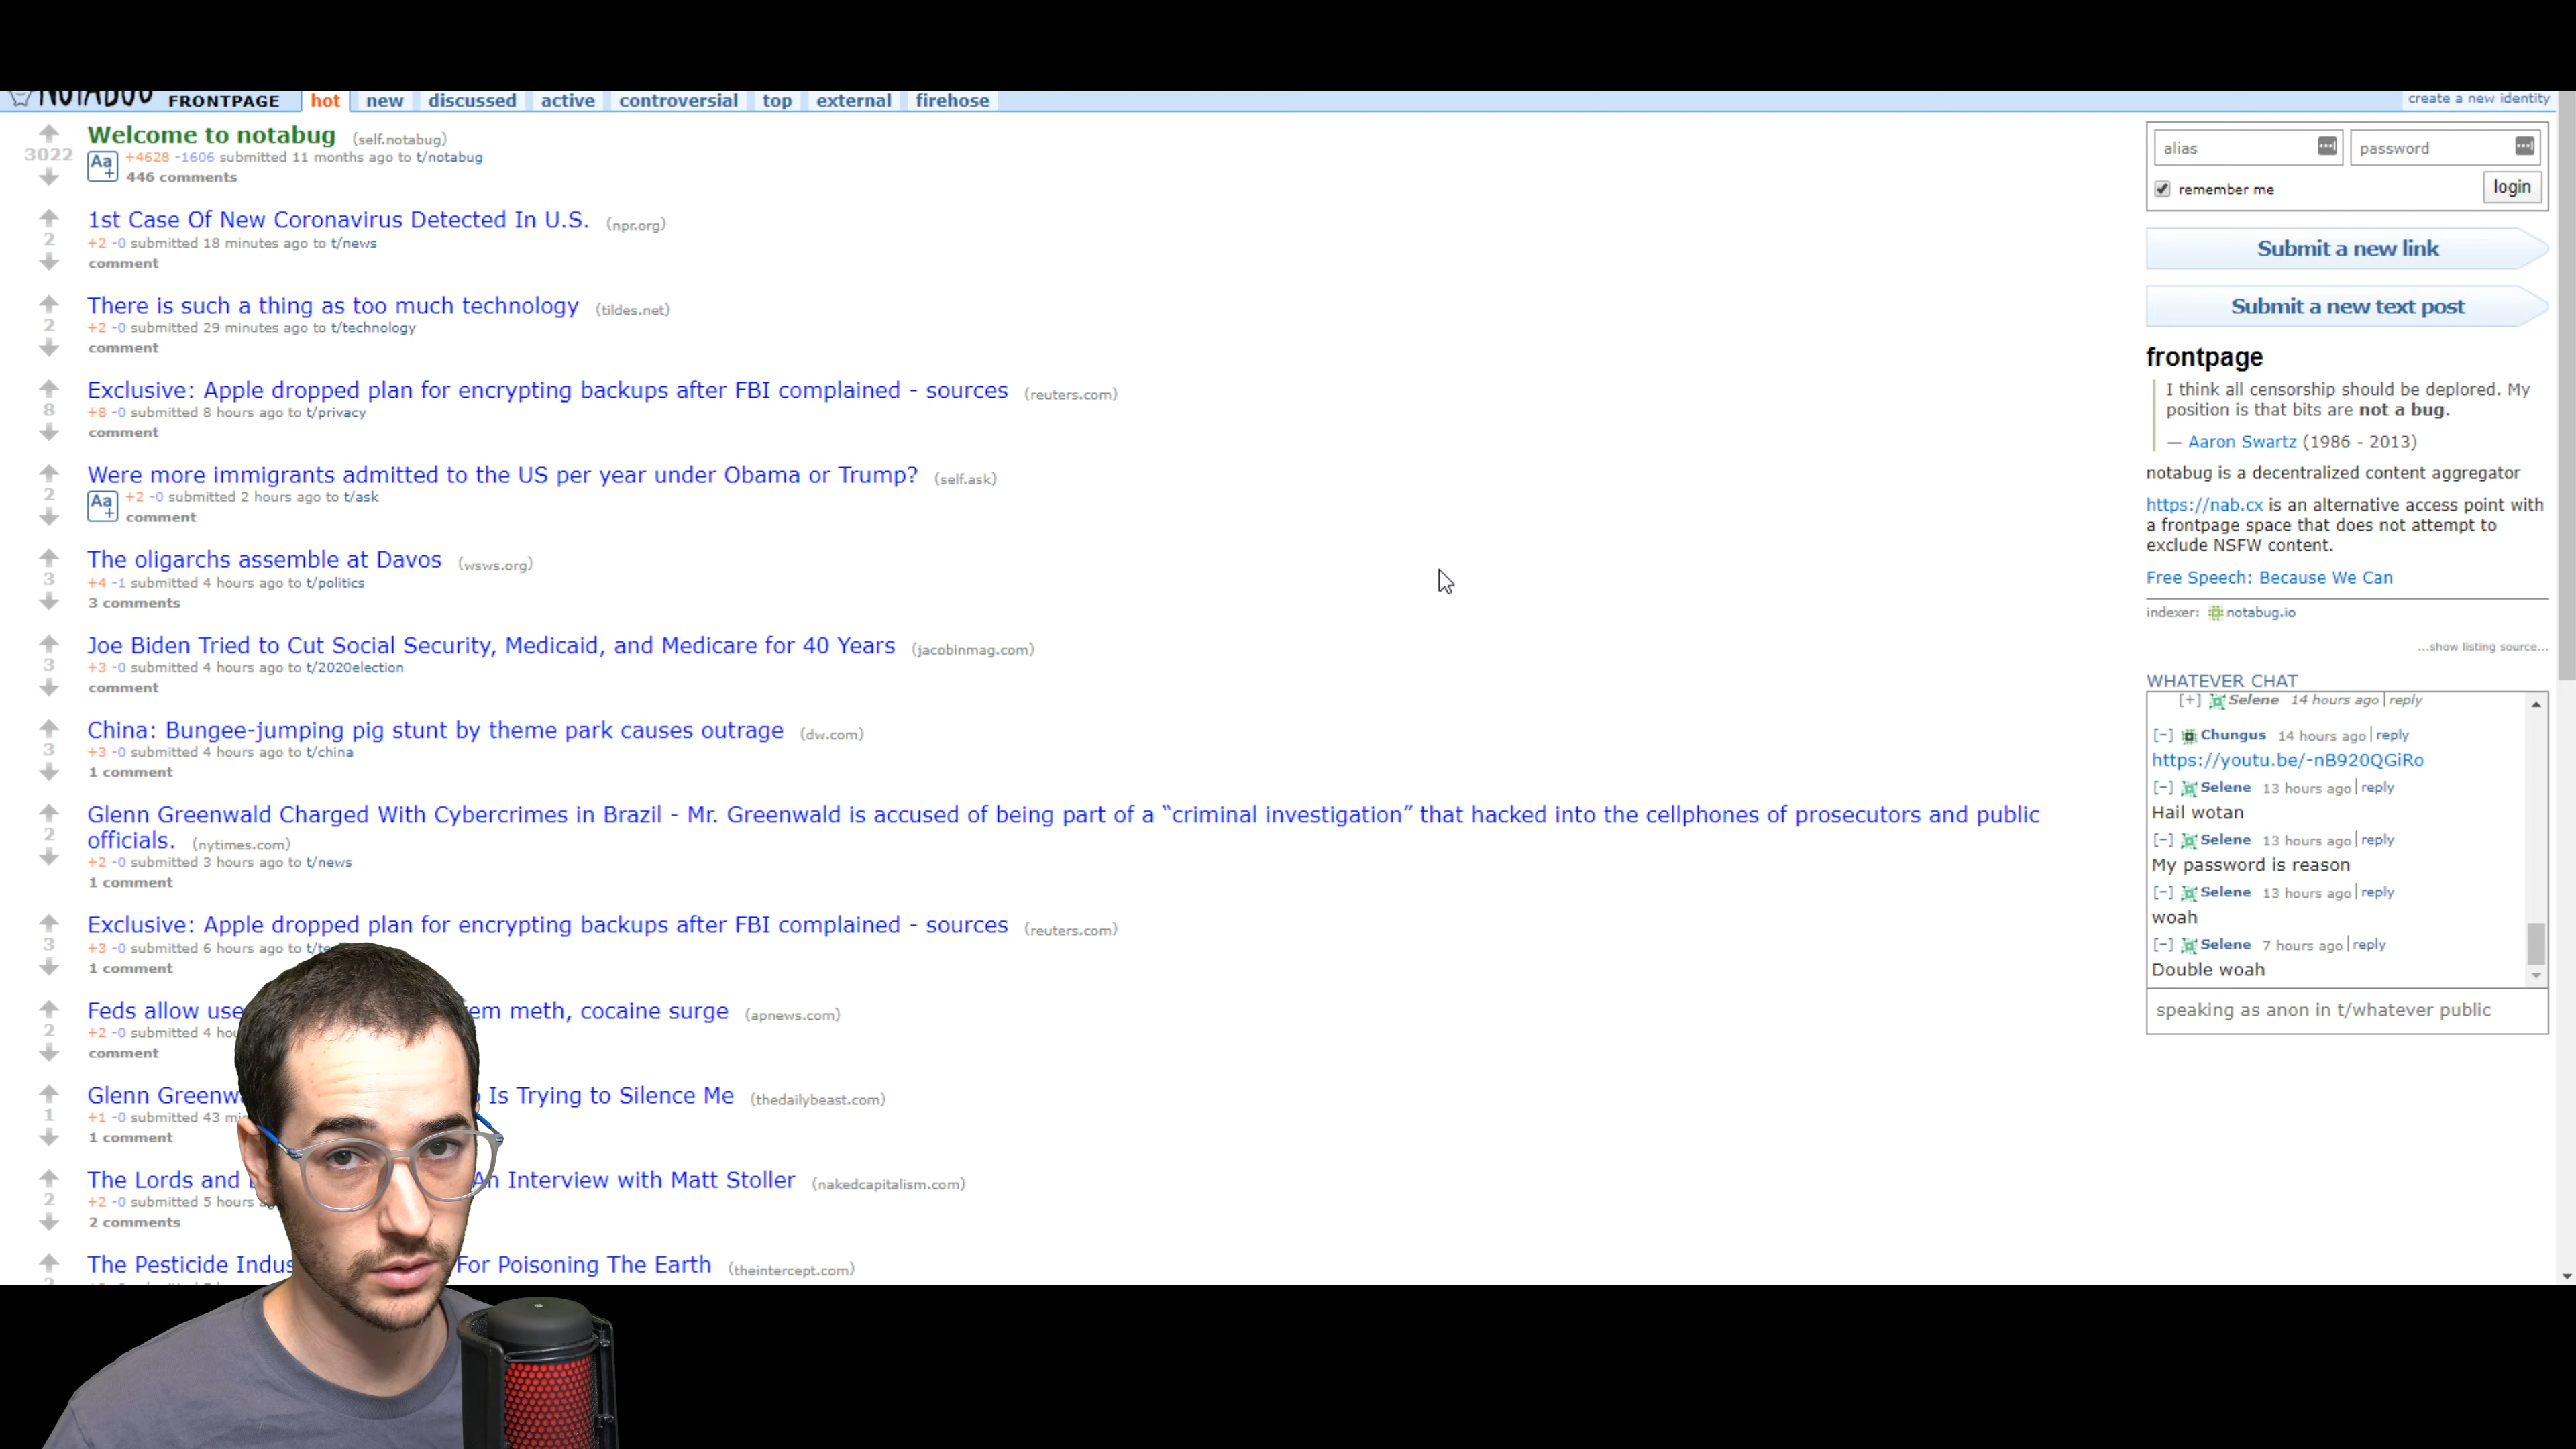 NOTABUG FRONTPAGE hot new discussed active controversial top external firehose create a new identity
Welcome to notabug (self.notabug)
3022
Aa+ +4628 -1606 submitted 11 months ago to t/notabug
446 comments
1st Case Of New Coronavirus Detected In U.S. (npr.org)
2
+2 -0 submitted 18 minutes ago to t/news
comment
There is such a thing as too much technology (tildes.net)
2
+2 -0 submitted 29 minutes ago to t/technology
comment
Exclusive: Apple dropped plan for encrypting backups after FBI complained - sources (reuters.com)
8
+8 -0 submitted 8 hours ago to t/privacy
comment
Were more immigrants admitted to the US per year under Obama or Trump? (self.ask)
2
Aa+ +2 -0 submitted 2 hours ago to t/ask
comment
The oligarchs assemble at Davos (wsws.org)
3
+4 -1 submitted 4 hours ago to t/politics
3 comments
Joe Biden Tried to Cut Social Security, Medicaid, and Medicare for 40 Years (jacobinmag.com)
3
+3 -0 submitted 4 hours ago to t/2020election
comment
China: Bungee-jumping pig stunt by theme park causes outrage (dw.com)
3
+3 -0 submitted 4 hours ago to t/china
1 comment
Glenn Greenwald Charged With Cybercrimes in Brazil - Mr. Greenwald is accused of being part of a “criminal investigation” that hacked into the cellphones of prosecutors and public
officials. (nytimes.com)
2
+2 -0 submitted 3 hours ago to t/news
1 comment
Exclusive: Apple dropped plan for encrypting backups after FBI complained - sources (reuters.com)
3
+3 -0 submitted 6 hours ago to
1 comment
Feds allow use em meth, cocaine surge (apnews.com)
2
+2 -0 submitted 4
comment
Glenn Is Trying to Silence Me (thedailybeast.com)
1
+1 -0 submitted 43
1 comment
The Lords and An Interview with Matt Stoller (nakedcapitalism.com)
2
+2 -0 submitted 5 hours
2 comments
The Pesticide For Poisoning The Earth (theintercept.com)
alias password
remember me login
Submit a new link
Submit a new text post
frontpage
I think all censorship should be deplored. My
position is that bits are not a bug.
— Aaron Swartz (1986 - 2013)
notabug is a decentralized content aggregator
https://nab.cx is an alternative access point with
a frontpage space that does not attempt to
exclude NSFW content.
Free Speech: Because We Can
indexer: notabug.io
...show listing source...
WHATEVER CHAT
[+] Selene 14 hours ago | reply
[-] Chungus 14 hours ago | reply
https://youtu.be/-nB920QGiRo
[-] Selene 13 hours ago | reply
Hail wotan
[-] Selene 13 hours ago | reply
My password is reason
[-] Selene 13 hours ago | reply
woah
[-] Selene 7 hours ago | reply
Double woah
speaking as anon in t/whatever public